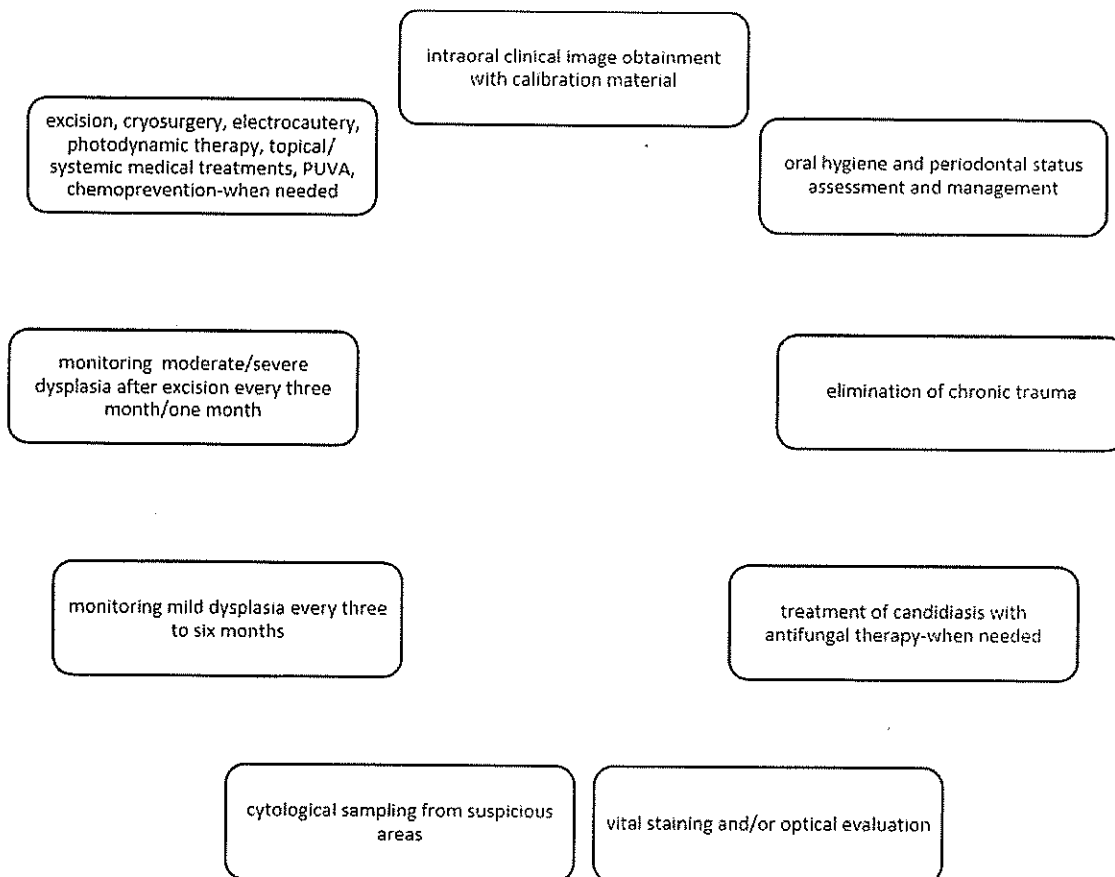 intraoral clinical image obtainment
with calibration material
excision, cryosurgery, electrocautery,
photodynamic therapy, topical/
systemic medical treatments, PUVA,
chemoprevention-when needed
oral hygiene and periodontal status
assessment and management
monitoring moderate/severe
dysplasia after excision every three
month/one month
elimination of chronic trauma
monitoring mild dysplasia every three
to six months
treatment of candidiasis with
antifungal therapy-when needed
cytological sampling from suspicious
areas
vital staining and/or optical evaluation